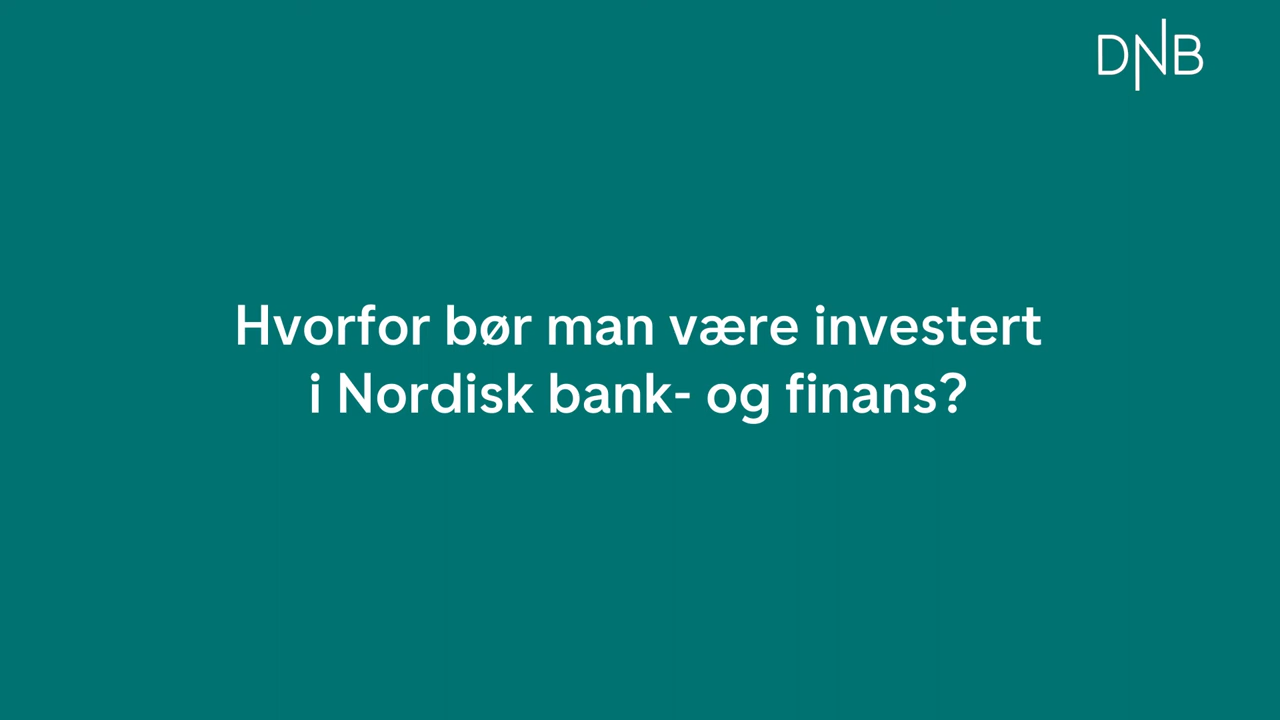 DNB
Hvorfor bør man være investert
i Nordisk bank- og finans?